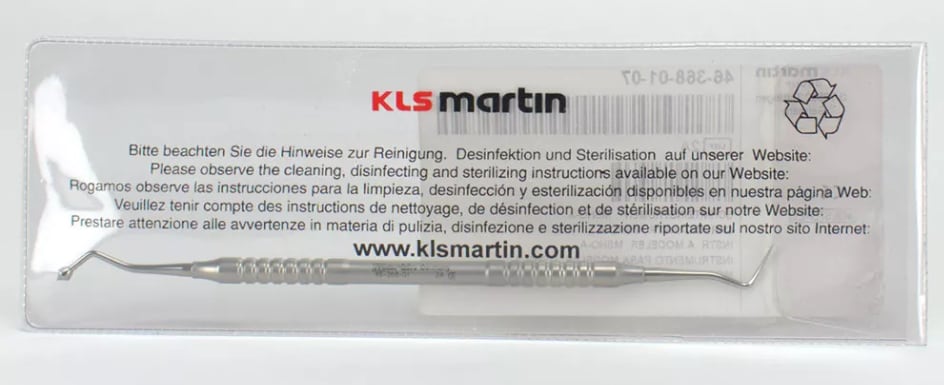 KLS martin
46-368-01-07
martin
Bitte beachten Sie die Hinweise zur Reinigung. Desinfektion und Sterilisation auf unserer Website:
Please observe the cleaning, disinfecting and sterilizing instructions available on our Website:
Rogamos observe las instrucciones para la limpieza, desinfección y esterilización disponibles en nuestra página Web:
Veuillez tenir compte des instructions de nettoyage, de désinfection et de stérilisation sur notre Website:
Prestare attenzione alle avvertenze in materia di pulizia, disinfezione e sterilizzazione riportate sul nostro sito Internet:
www.klsmartin.com